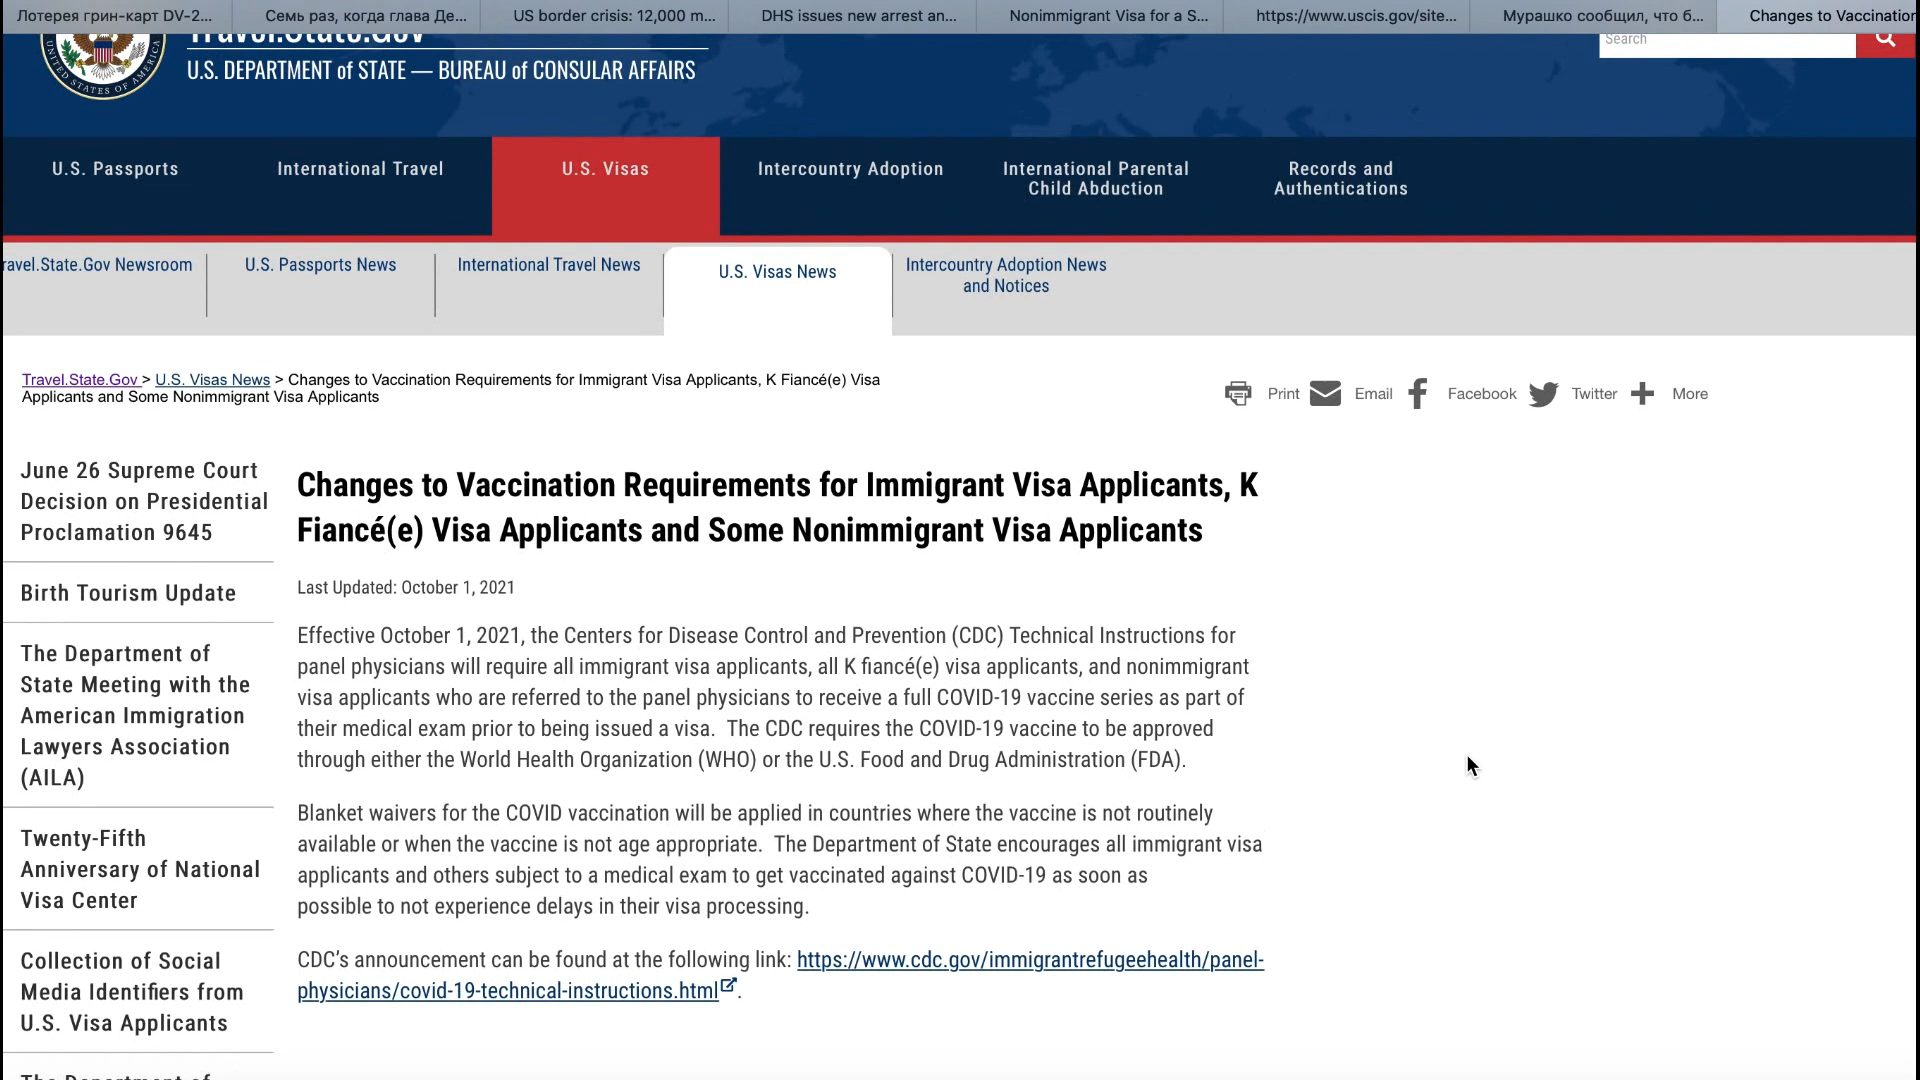 Лотерея грин-карт DV-2...
Семь раз, когда глава Де...
US border crisis: 12,000 m...
DHS issues new arrest an...
Nonimmigrant Visa for a S...
https://www.uscis.gov/site...
Мурашко сообщил, что б...
Changes to Vaccination
Travel.State.Gov
U.S. DEPARTMENT of STATE — BUREAU of CONSULAR AFFAIRS
UNITED STATES OF AMERICA
Search
U.S. Passports
International Travel
U.S. Visas
Intercountry Adoption
International Parental
Child Abduction
Records and
Authentications
ravel.State.Gov Newsroom
U.S. Passports News
International Travel News
U.S. Visas News
Intercountry Adoption News
and Notices
Travel.State.Gov > U.S. Visas News > Changes to Vaccination Requirements for Immigrant Visa Applicants, K Fiancé(e) Visa
Applicants and Some Nonimmigrant Visa Applicants
Print
Email
Facebook
Twitter
More
June 26 Supreme Court
Decision on Presidential
Proclamation 9645
Birth Tourism Update
The Department of
State Meeting with the
American Immigration
Lawyers Association
(AILA)
Twenty-Fifth
Anniversary of National
Visa Center
Collection of Social
Media Identifiers from
U.S. Visa Applicants
The Department of
Changes to Vaccination Requirements for Immigrant Visa Applicants, K
Fiancé(e) Visa Applicants and Some Nonimmigrant Visa Applicants
Last Updated: October 1, 2021
Effective October 1, 2021, the Centers for Disease Control and Prevention (CDC) Technical Instructions for
panel physicians will require all immigrant visa applicants, all K fiancé(e) visa applicants, and nonimmigrant
visa applicants who are referred to the panel physicians to receive a full COVID-19 vaccine series as part of
their medical exam prior to being issued a visa.  The CDC requires the COVID-19 vaccine to be approved
through either the World Health Organization (WHO) or the U.S. Food and Drug Administration (FDA).
Blanket waivers for the COVID vaccination will be applied in countries where the vaccine is not routinely
available or when the vaccine is not age appropriate.  The Department of State encourages all immigrant visa
applicants and others subject to a medical exam to get vaccinated against COVID-19 as soon as
possible to not experience delays in their visa processing.
CDC’s announcement can be found at the following link: https://www.cdc.gov/immigrantrefugeehealth/panel-
physicians/covid-19-technical-instructions.html.